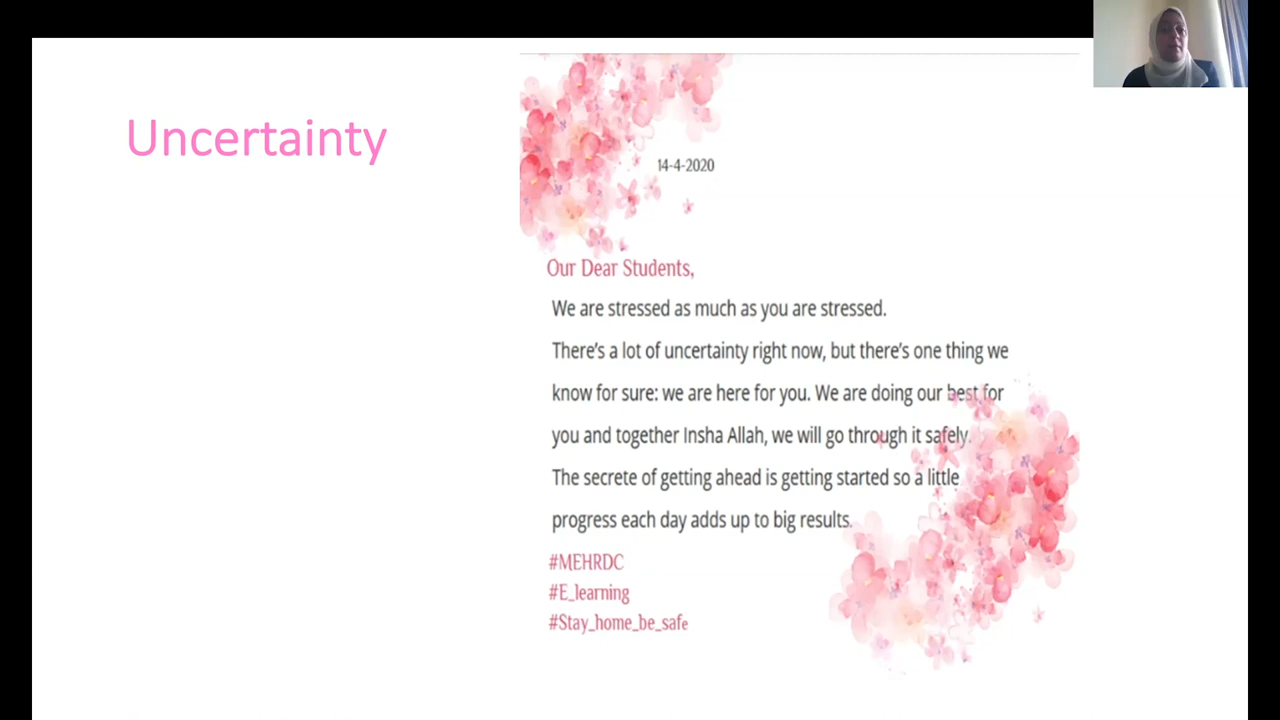 Uncertainty
14-4-2020
Our Dear Students,
We are stressed as much as you are stressed.
There's a lot of uncertainty right now, but there's one thing we
know for sure: we are here for you. We are doing our best for
you and together Insha Allah, we will go through it safely.
The secrete of getting ahead is getting started so a little
progress each day adds up to big results.
#MEHRDC
#E_learning
#Stay_home_be_safe